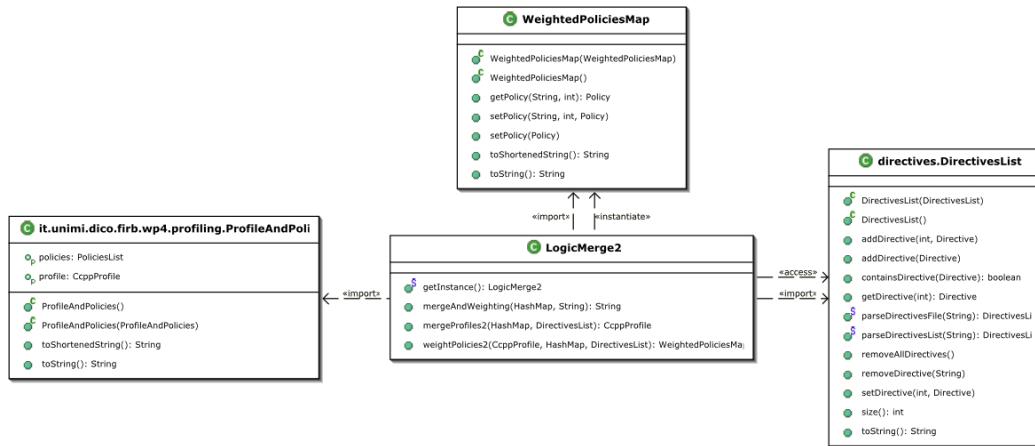 WeightedPoliciesMap
WeightedPoliciesMap(WeightedPoliciesMap)
WeightedPoliciesMap()
getPolicy(String, int): Policy
setPolicy(String, int, Policy)
setPolicy(Policy)
toShortenedString(): String
toString(): String
«import»
«instantiate»
it.unimi.dico.firb.wp4.profiling.ProfileAndPoli
policies: PoliciesList
profile: CcppProfile
ProfileAndPolicies()
ProfileAndPolicies(ProfileAndPolicies)
toShortenedString(): String
toString(): String
«import»
LogicMerge2
getInstance(): LogicMerge2
mergeAndWeighting(HashMap, String): String
mergeProfiles2(HashMap, DirectivesList): CcppProfile
weightPolicies2(CcppProfile, HashMap, DirectivesList): WeightedPoliciesMa
«access»
«import»
directives.DirectivesList
DirectivesList(DirectivesList)
DirectivesList()
addDirective(int, Directive)
addDirective(Directive)
containsDirective(Directive): boolean
getDirective(int): Directive
parseDirectivesFile(String): DirectivesLi
parseDirectivesList(String): DirectivesLi
removeAllDirectives()
removeDirective(String)
setDirective(int, Directive)
size(): int
toString(): String